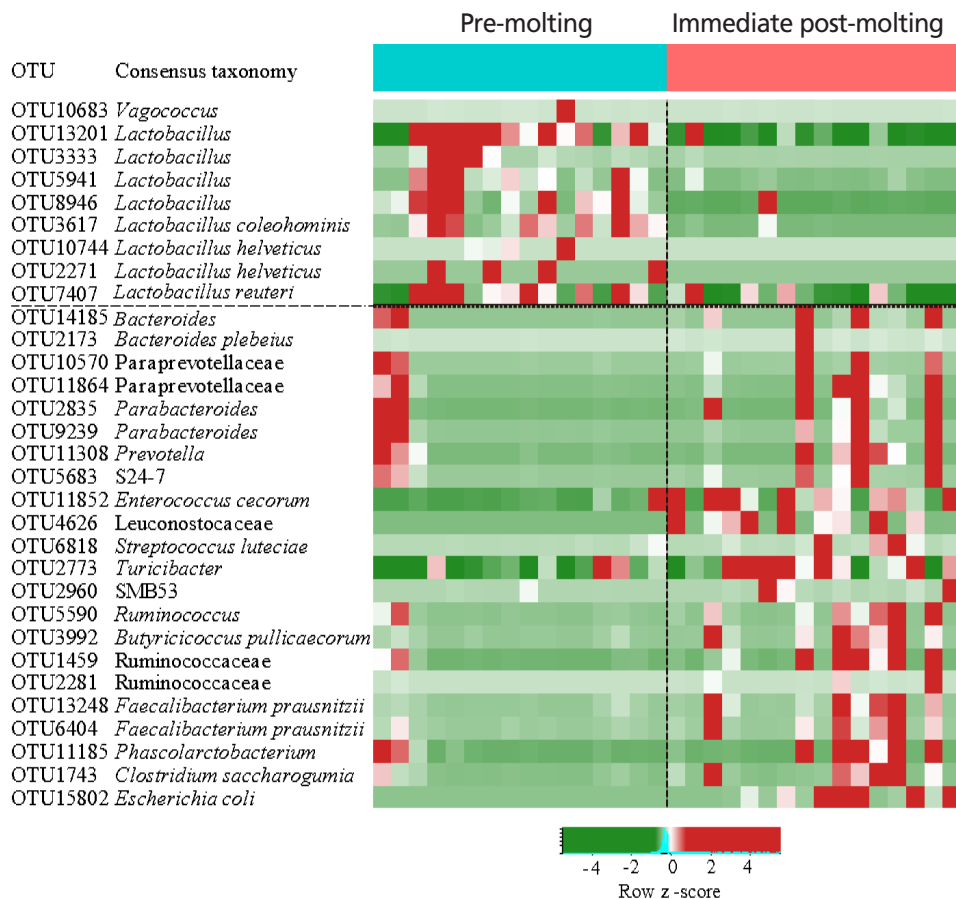 Pre-molting Immediate post-molting
OTU Consensus taxonomy
OTU10683 Vagococcus
OTU13201 Lactobacillus
OTU3333 Lactobacillus
OTU5941 Lactobacillus
OTU8946 Lactobacillus
OTU3617 Lactobacillus coleohominis
OTU10744 Lactobacillus helveticus
OTU2271 Lactobacillus helveticus
OTU7407 Lactobacillus reuteri
OTU14185 Bacteroides
OTU2173 Bacteroides plebeius
OTU10570 Paraprevotellaceae
OTU11864 Paraprevotellaceae
OTU2835 Parabacteroides
OTU9239 Parabacteroides
OTU11308 Prevotella
OTU5683 S24-7
OTU11852 Enterococcus cecorum
OTU4626 Leuconostocaceae
OTU6818 Streptococcus luteciae
OTU2773 Turicibacter
OTU2960 SMB53
OTU5590 Ruminococcus
OTU3992 Butyricicoccus pullicaecorum
OTU1459 Ruminococcaceae
OTU2281 Ruminococcaceae
OTU13248 Faecalibacterium prausnitzii
OTU6404 Faecalibacterium prausnitzii
OTU11185 Phascolarctobacterium
OTU1743 Clostridium saccharogumia
OTU15802 Escherichia coli
-4 -2 0 2 4
Row z -score